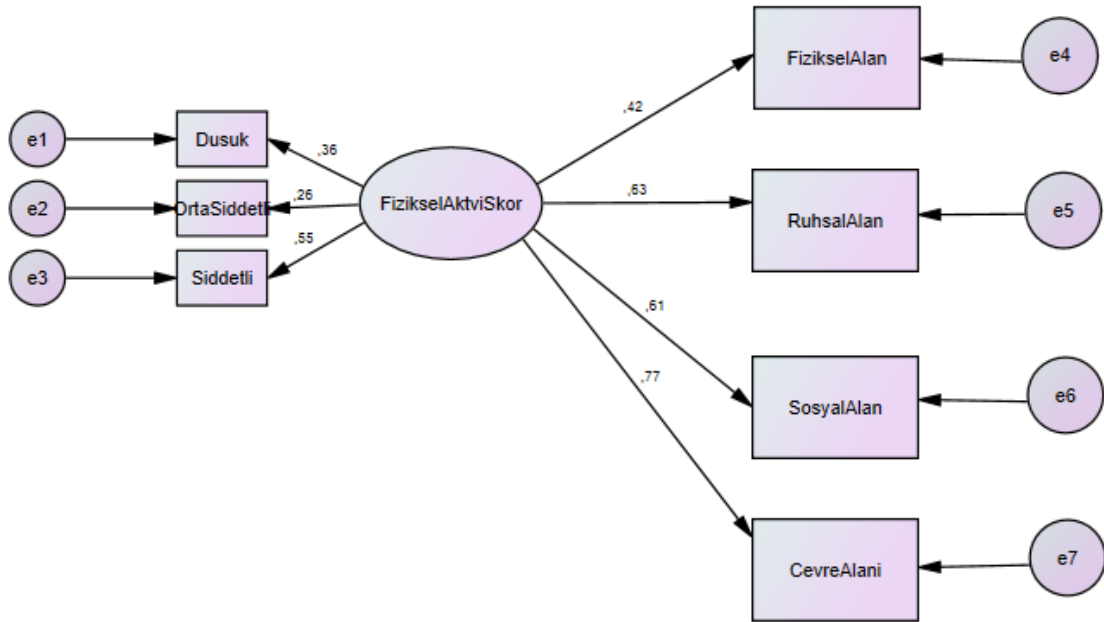 e1
Dusuk
e2
OrtaSiddetli
e3
Siddetli
,36
,26
,55
FizikselAktviSkor
,42
,63
,61
,77
FizikselAlan
e4
RuhsalAlan
e5
SosyalAlan
e6
CevreAlani
e7